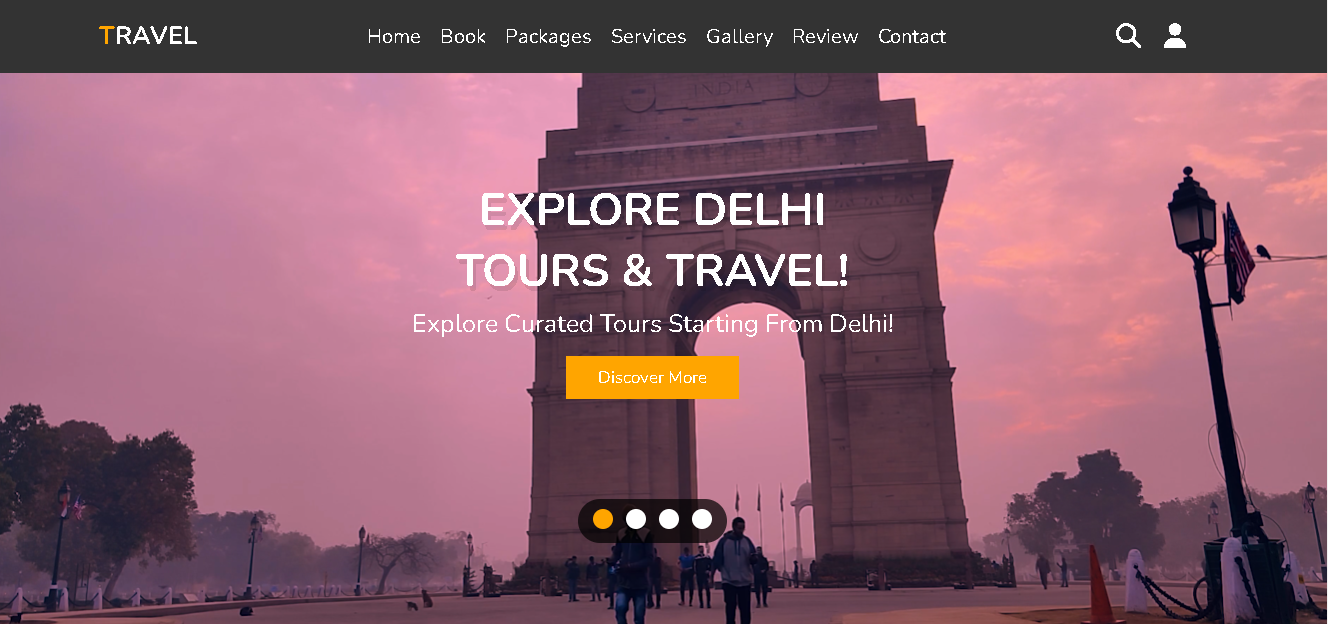 TRAVEL
Home Book Packages Services Gallery Review Contact
INDIA
EXPLORE DELHI
TOURS & TRAVEL!
Explore Curated Tours Starting From Delhi!
Discover More